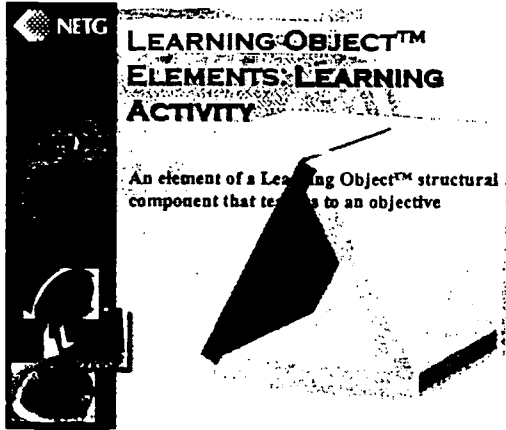 NETG
LEARNING OBJECT™
ELEMENTS: LEARNING
ACTIVITY
An element of a Learning Object™ structural
component that teaches to an objective